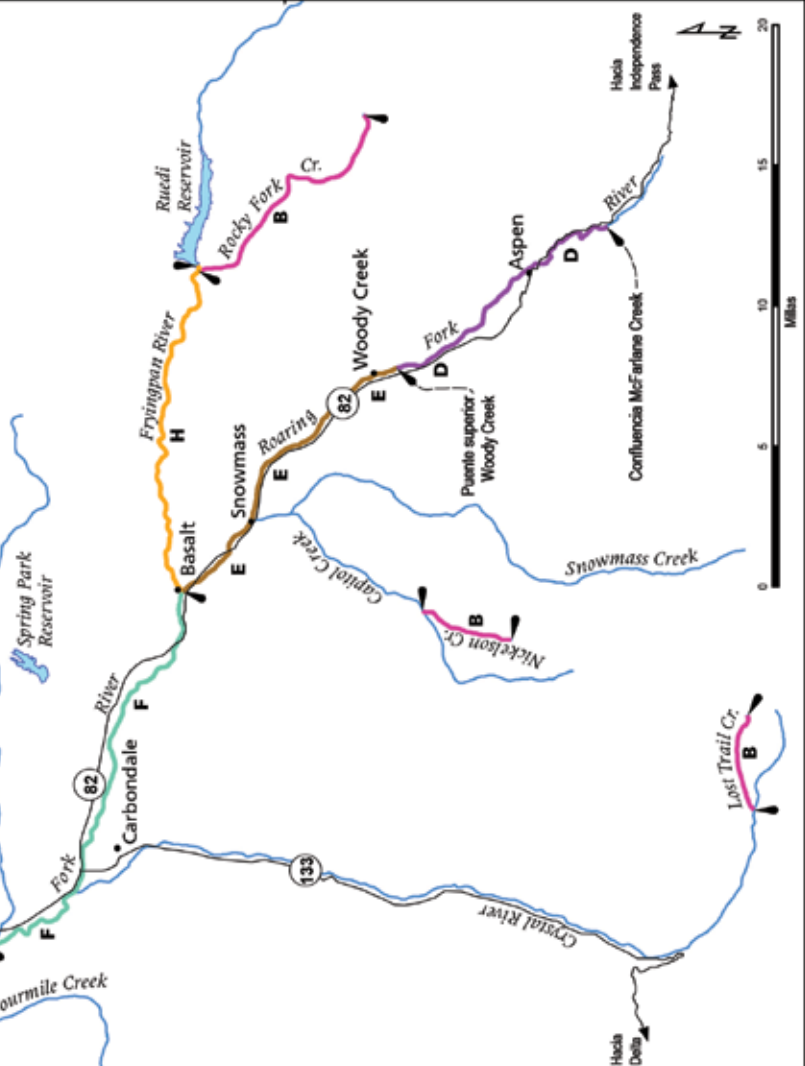 Spring Park
Reservoir
Ruedi
Reservoir
Fryingpan River
H
Rocky Fork Cr.
B
Basalt
Snowmass
E
E
Roaring
82
E
Woody Creek
Fork
D
Aspen
D
River
Hacia
Independence
Pass
Puente superior
Woody Creek
Confluencia McFarlane Creek
Capitol Creek
Nickelson Cr.
B
Snowmass Creek
River
F
82
Carbondale
Fork
F
ourmile Creek
133
Crystal River
Lost Trail Cr.
B
Hacia
Delta
N
0 5 10 15 20
Millas